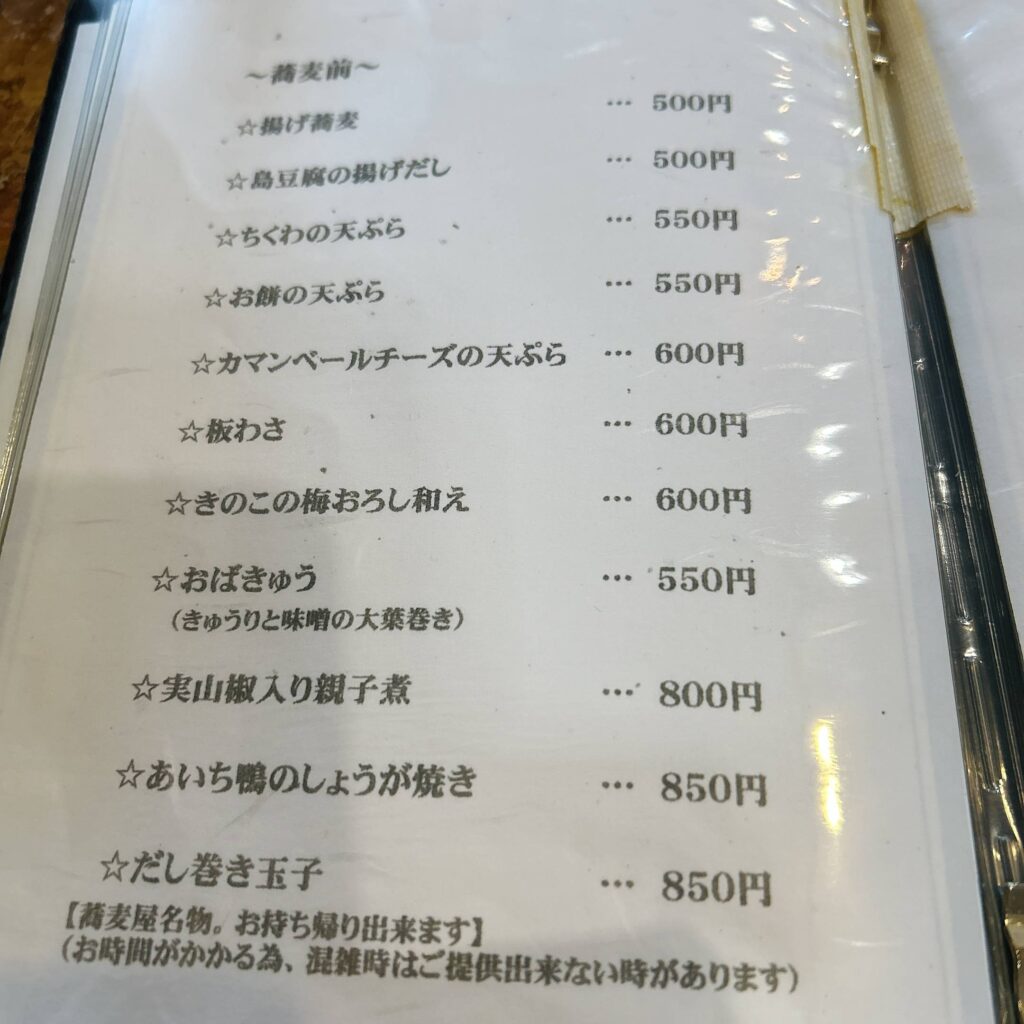 ～蕎麦前～
☆揚げ蕎麦 … 500円
☆島豆腐の揚げだし … 500円
☆ちくわの天ぷら … 550円
☆お餅の天ぷら … 550円
☆カマンベールチーズの天ぷら … 600円
☆板わさ … 600円
☆きのこの梅おろし和え … 600円
☆おばきゅう … 550円
（きゅうりと味噌の大葉巻き）
☆実山椒入り親子煮 … 800円
☆あいち鴨のしょうが焼き … 850円
☆だし巻き玉子 … 850円
【蕎麦屋名物。お持ち帰り出来ます】
（お時間がかかる為、混雑時はご提供出来ない時があります）